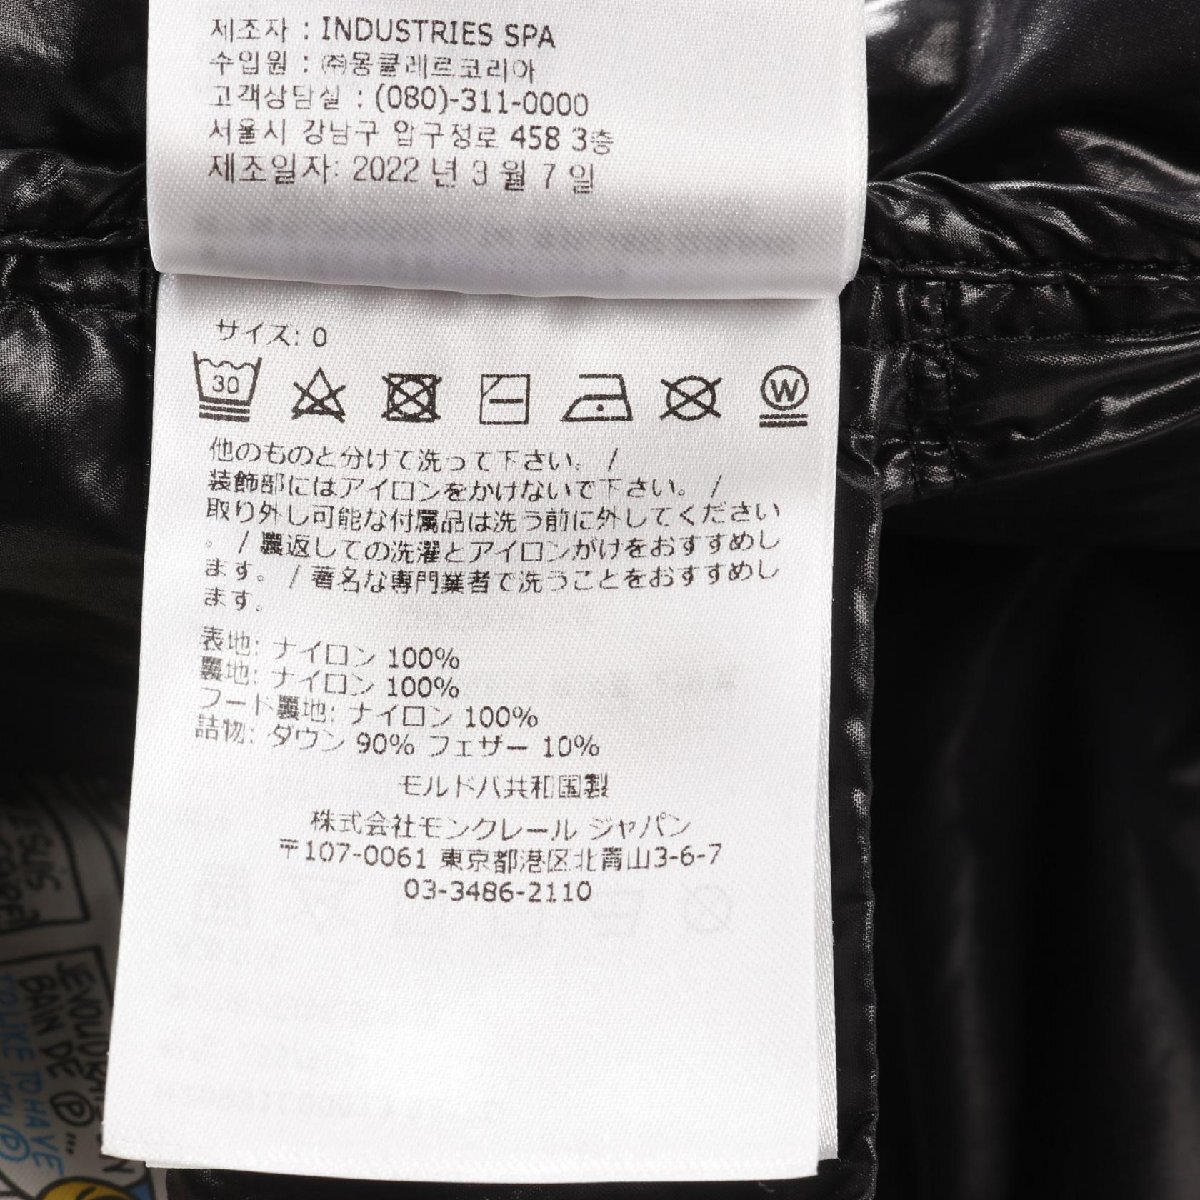 제조자 : INDUSTRIES SPA
수입원 : ㈜몽클레르코리아
고객상담실 : (080)-311-0000
서울시 강남구 압구정로 458 3층
제조일자: 2022 년 3 월 7 일
サイズ: 0
30
W
他のものと分けて洗って下さい。 /
装飾部にはアイロンをかけないで下さい。 /
取り外し可能な付属品は洗う前に外してください
。 / 裏返しての洗濯とアイロンがけをおすすめし
ます。 / 著名な専門業者で洗うことをおすすめし
ます。
表地: ナイロン 100%
裏地: ナイロン 100%
フード裏地: ナイロン 100%
詰物: ダウン 90% フェザー 10%
モルドバ共和国製
株式会社モンクレール ジャパン
〒107-0061 東京都港区北青山3-6-7
03-3486-2110
BAIN DE
TO HAVE